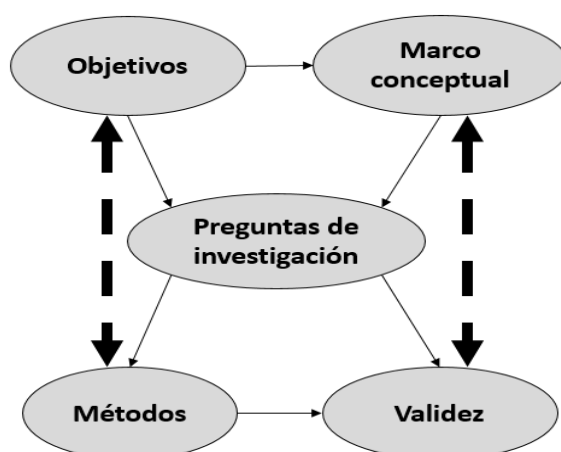 Objetivos
Marco
conceptual
Preguntas de
investigación
Métodos
Validez